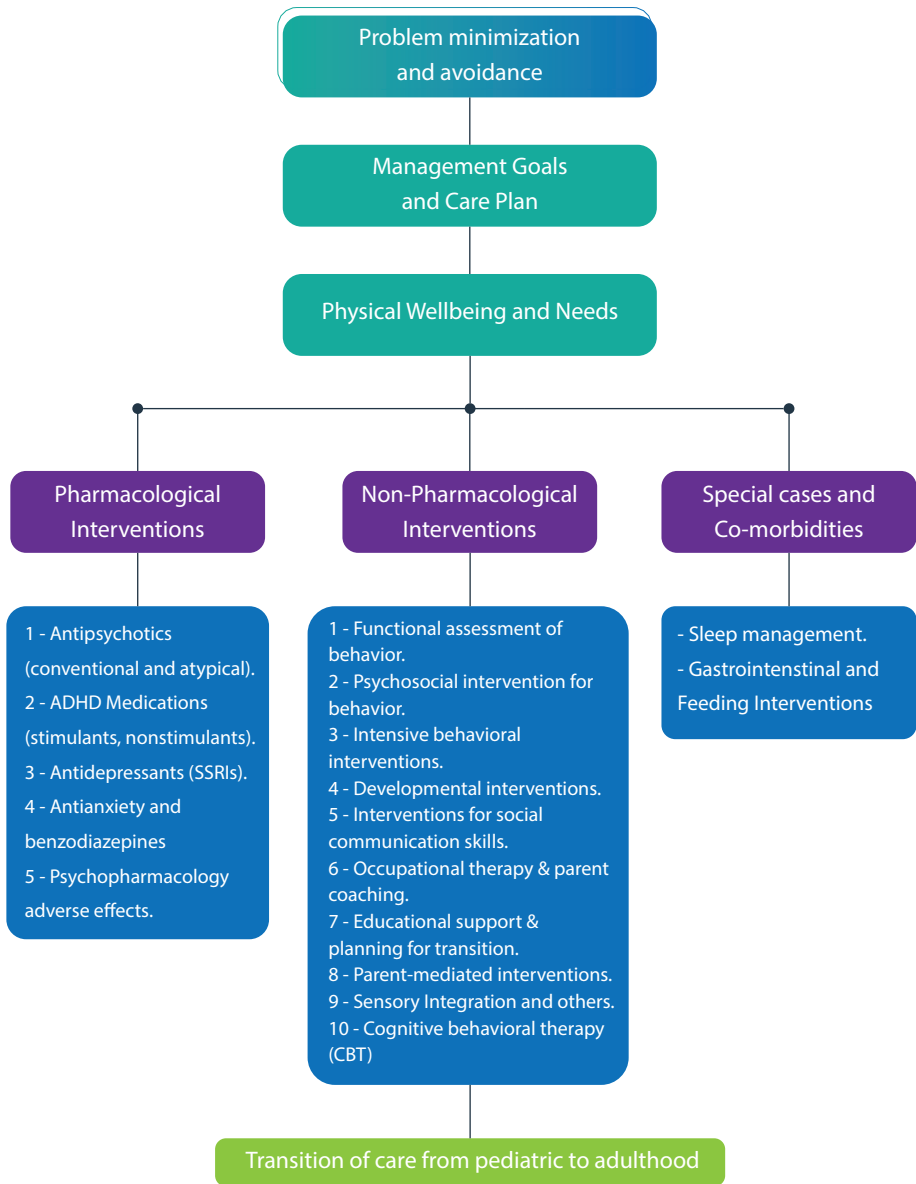 Problem minimization
and avoidance
Management Goals
and Care Plan
Physical Wellbeing and Needs
Pharmacological
Interventions
1 - Antipsychotics
(conventional and atypical).
2 - ADHD Medications
(stimulants, nonstimulants).
3 - Antidepressants (SSRIs).
4 - Antianxiety and
benzodiazepines
5 - Psychopharmacology
adverse effects.
Non-Pharmacological
Interventions
1 - Functional assessment of
behavior.
2 - Psychosocial intervention for
behavior.
3 - Intensive behavioral
interventions.
4 - Developmental interventions.
5 - Interventions for social
communication skills.
6 - Occupational therapy & parent
coaching.
7 - Educational support &
planning for transition.
8 - Parent-mediated interventions.
9 - Sensory Integration and others.
10 - Cognitive behavioral therapy
(CBT)
Special cases and
Co-morbidities
- Sleep management.
- Gastrointenstinal and
Feeding Interventions
Transition of care from pediatric to adulthood